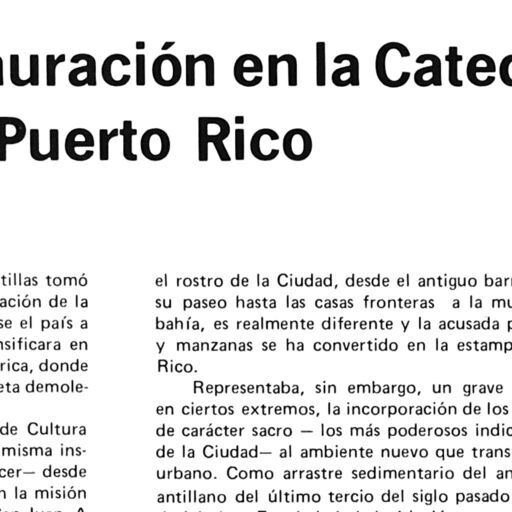 uración en la Cated
Puerto Rico
tillas tomó
ación de la
se el país a
nsificara en
rica, donde
eta demole-
de Cultura
misma ins-
cer— desde
n la misión
el rostro de la Ciudad, desde el antiguo barr
su paseo hasta las casas fronteras a la mu
bahía, es realmente diferente y la acusada p
y manzanas se ha convertido en la estamp
Rico.
Representaba, sin embargo, un grave
en ciertos extremos, la incorporación de los
de carácter sacro — los más poderosos indic
de la Ciudad— al ambiente nuevo que trans
urbano. Como arrastre sedimentario del an
antillano del último tercio del siglo pasado